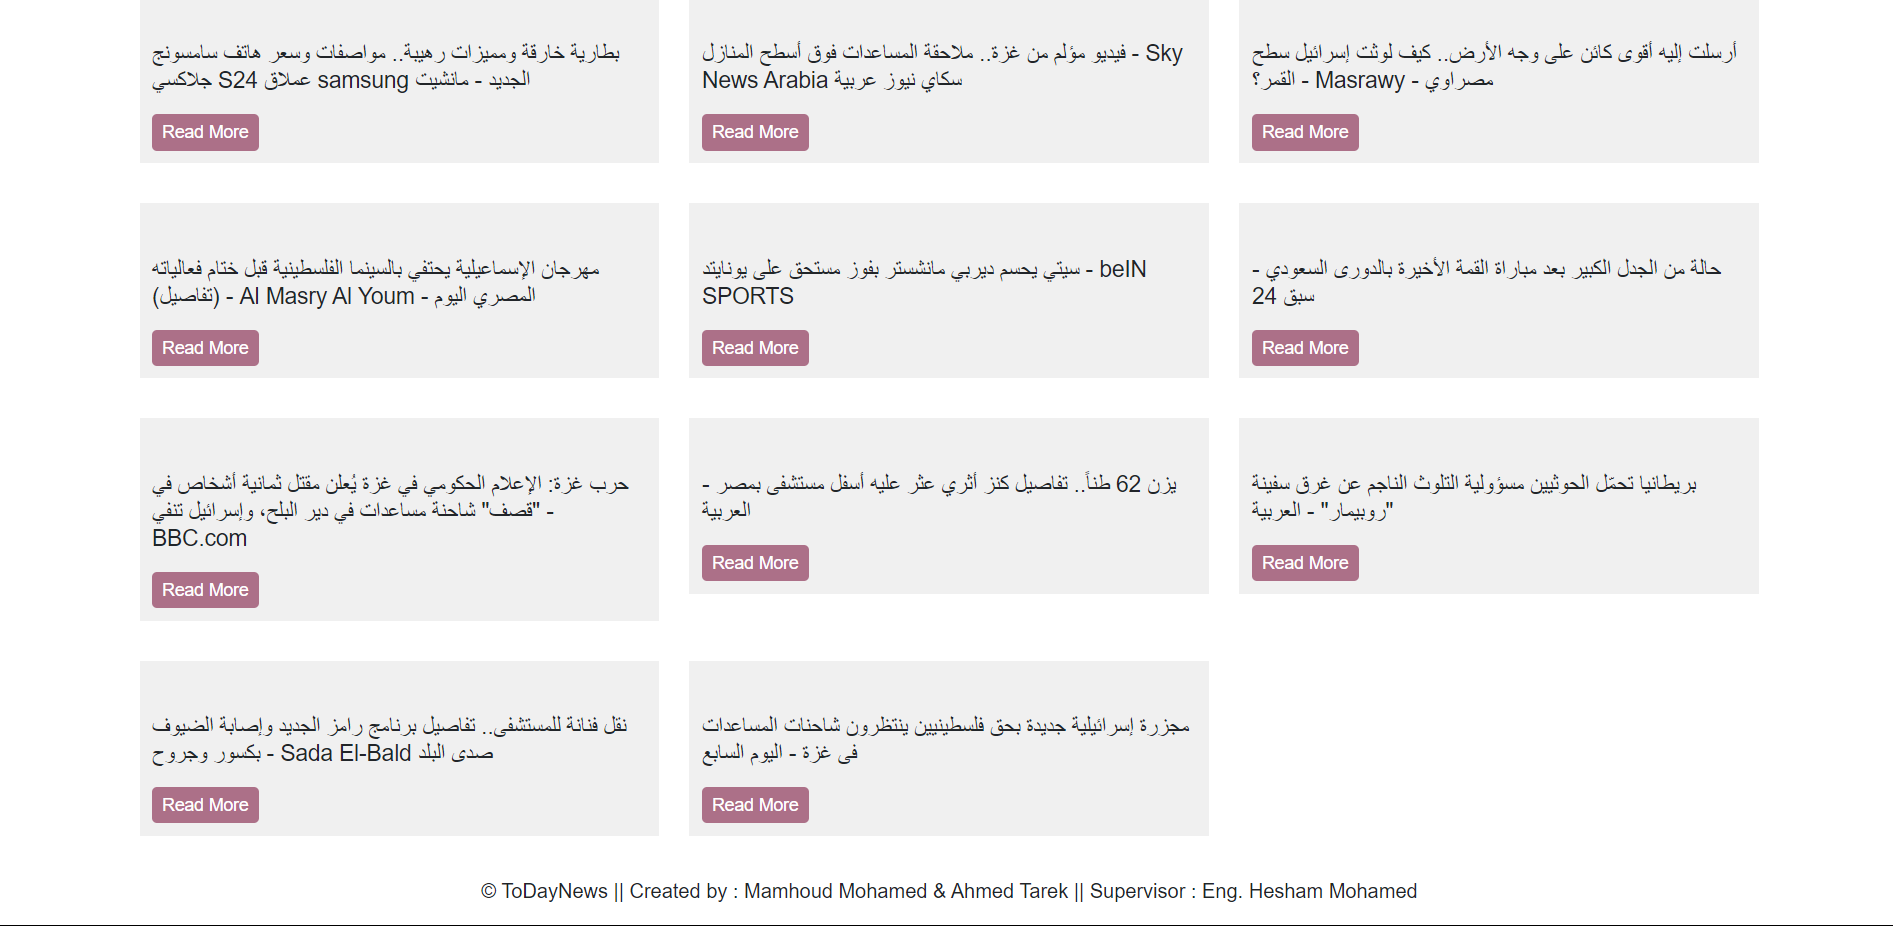 بطارية خارقة ومميزات رهيبة.. مواصفات وسعر هاتف سامسونج
جلاكسي S24 عملاق samsung الجديد - مانشيت
Read More
فيديو مؤلم من غزة.. ملاحقة المساعدات فوق أسطح المنازل - Sky
News Arabia سكاي نيوز عربية
Read More
أرسلت إليه أقوى كائن على وجه الأرض.. كيف لوثت إسرائيل سطح
القمر؟ - Masrawy - مصراوي
Read More
مهرجان الإسماعيلية يحتفي بالسينما الفلسطينية قبل ختام فعالياته
(تفاصيل) - Al Masry Al Youm - المصري اليوم
Read More
سيتي يحسم ديربي مانشستر بفوز مستحق على يونايتد - beIN
SPORTS
Read More
حالة من الجدل الكبير بعد مباراة القمة الأخيرة بالدورى السعودي -
سبق 24
Read More
حرب غزة: الإعلام الحكومي في غزة يُعلن مقتل ثمانية أشخاص في
"قصف" شاحنة مساعدات في دير البلح، وإسرائيل تنفي -
BBC.com
Read More
يزن 62 طناً.. تفاصيل كنز أثري عثر عليه أسفل مستشفى بمصر -
العربية
Read More
بريطانيا تحمّل الحوثيين مسؤولية التلوث الناجم عن غرق سفينة
"روبيمار" - العربية
Read More
نقل فنانة للمستشفى.. تفاصيل برنامج رامز الجديد وإصابة الضيوف
بكسور وجروح - Sada El-Bald صدى البلد
Read More
مجزرة إسرائيلية جديدة بحق فلسطينيين ينتظرون شاحنات المساعدات
فى غزة - اليوم السابع
Read More
© ToDayNews || Created by : Mamhoud Mohamed & Ahmed Tarek || Supervisor : Eng. Hesham Mohamed